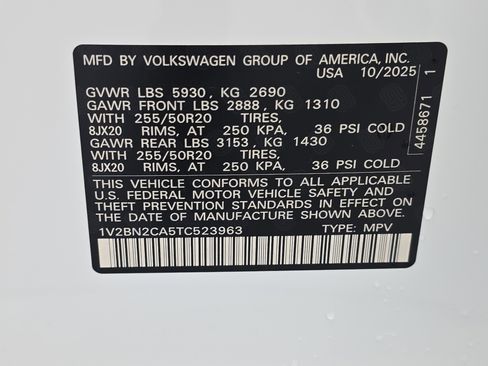 MFD BY VOLKSWAGEN GROUP OF AMERICA, INC.
USA 10/2025
GVWR LBS 5930, KG 2690
GAWR FRONT LBS 2888, KG 1310
WITH 255/50R20 TIRES,
8JX20 RIMS, AT 250 KPA, 36 PSI COLD
GAWR REAR LBS 3153, KG 1430
WITH 255/50R20 TIRES,
8JX20 RIMS, AT 250 KPA, 36 PSI COLD
THIS VEHICLE CONFORMS TO ALL APPLICABLE
U.S. FEDERAL MOTOR VEHICLE SAFETY AND THEFT
PREVENTION STANDARDS IN EFFECT ON
THE DATE OF MANUFACTURE SHOWN ABOVE.
1V2BN2CA5TC523963 TYPE: MPV
4458671 1